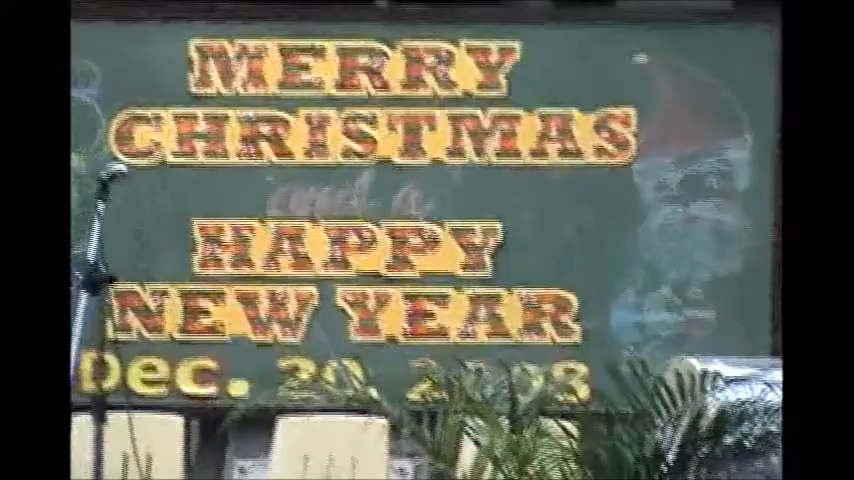 MERRY
CHRISTMAS
and a
HAPPY
NEW YEAR
Dec.